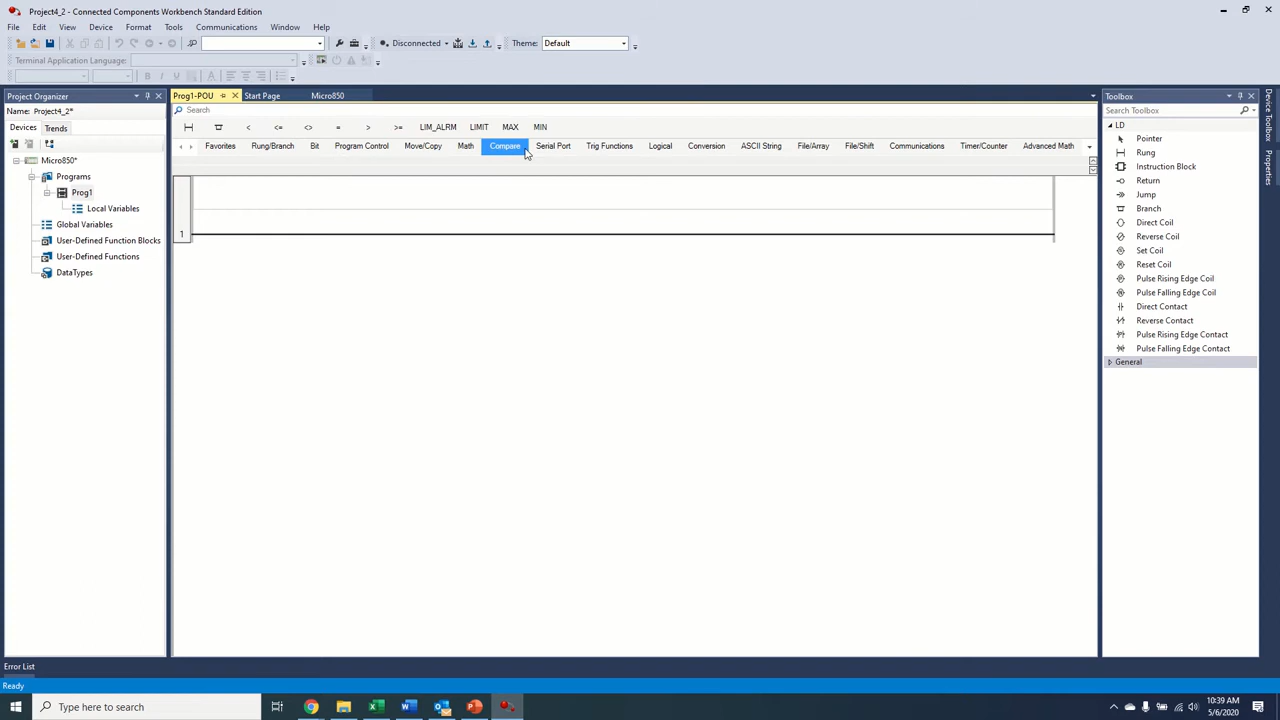 Project4_2 - Connected Components Workbench Standard Edition
File Edit View Device Format Tools Communications Window Help
Disconnected Theme: Default
Terminal Application Language:
Project Organizer
Name: Project4_2*
Devices Trends
Micro850*
Programs
Prog1
Local Variables
Global Variables
User-Defined Function Blocks
User-Defined Functions
DataTypes
Prog1-POU Start Page Micro850
Search
< <= <> = > >= LIM_ALRM LIMIT MAX MIN
Favorites Rung/Branch Bit Program Control Move/Copy Math Compare Serial Port Trig Functions Logical Conversion ASCII String File/Array File/Shift Communications Timer/Counter Advanced Math
1
Toolbox
Search Toolbox
LD
Pointer
Rung
Instruction Block
Return
Jump
Branch
Direct Coil
Reverse Coil
Set Coil
Reset Coil
Pulse Rising Edge Coil
Pulse Falling Edge Coil
Direct Contact
Reverse Contact
Pulse Rising Edge Contact
Pulse Falling Edge Contact
General
Device Toolbox
Properties
Error List
Ready
Type here to search
10:39 AM
5/6/2020